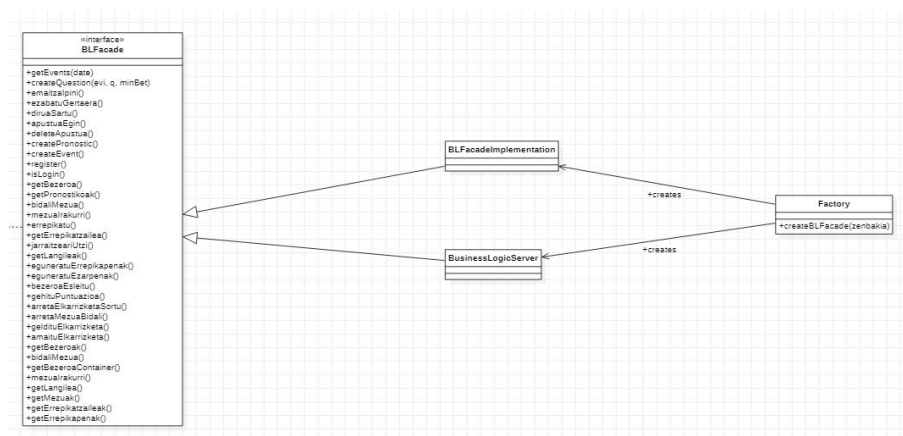 «interface»
BLFacade
+getEvents(date)
+createQuestion(evi, q, minBet)
+emaitzaIpini()
+ezabatuGertaera()
+diruaSartu()
+apustuaEgin()
+deleteApustua()
+createPronostic()
+createEvent()
+register()
+isLogin()
+getBezeroa()
+getPronostikoak()
+bidaliMezua()
+mezuaIrakurri()
+errepikatu()
+getErrepikatzailea()
+jarraitzeariUtzi()
+getLangileak()
+eguneratuErrepikapenak()
+eguneratuEzarpenak()
+bezeroaEsleitu()
+gehituPuntuazioa()
+arretaElkarrizketaSortu()
+arretaMezuaBidali()
+geldituElkarrizketa()
+amaituElkarrizketa()
+getBezeroak()
+bidaliMezua()
+getBezeroaContainer()
+mezuaIrakurri()
+getLangilea()
+getMezuak()
+getErrepikatzaileak()
+getErrepikapenak()
BLFacadeImplementation
BusinessLogicServer
+creates
+creates
Factory
+createBLFacade(zenbakia)